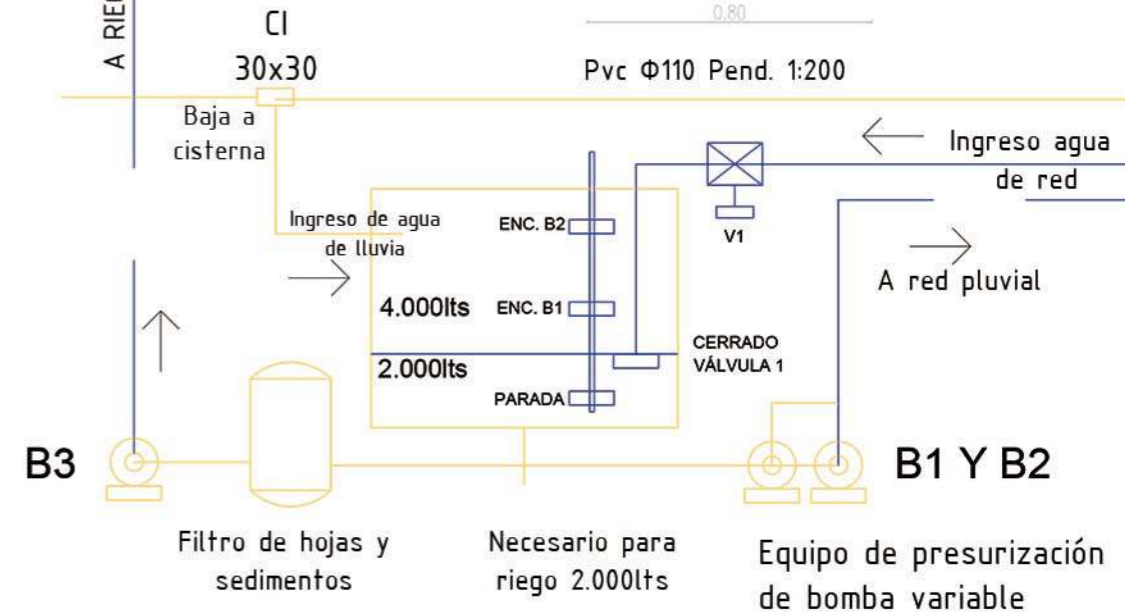 A RIEG
CI
30x30
0.80
Pvc Φ110 Pend. 1:200
Baja a
cisterna
Ingreso agua
de red
V1
A red pluvial
Ingreso de agua
de lluvia
ENC. B2
4.000lts
ENC. B1
CERRADO
VÁLVULA 1
2.000lts
PARADA
B3
B1 Y B2
Filtro de hojas y
sedimentos
Necesario para
riego 2.000lts
Equipo de presurización
de bomba variable